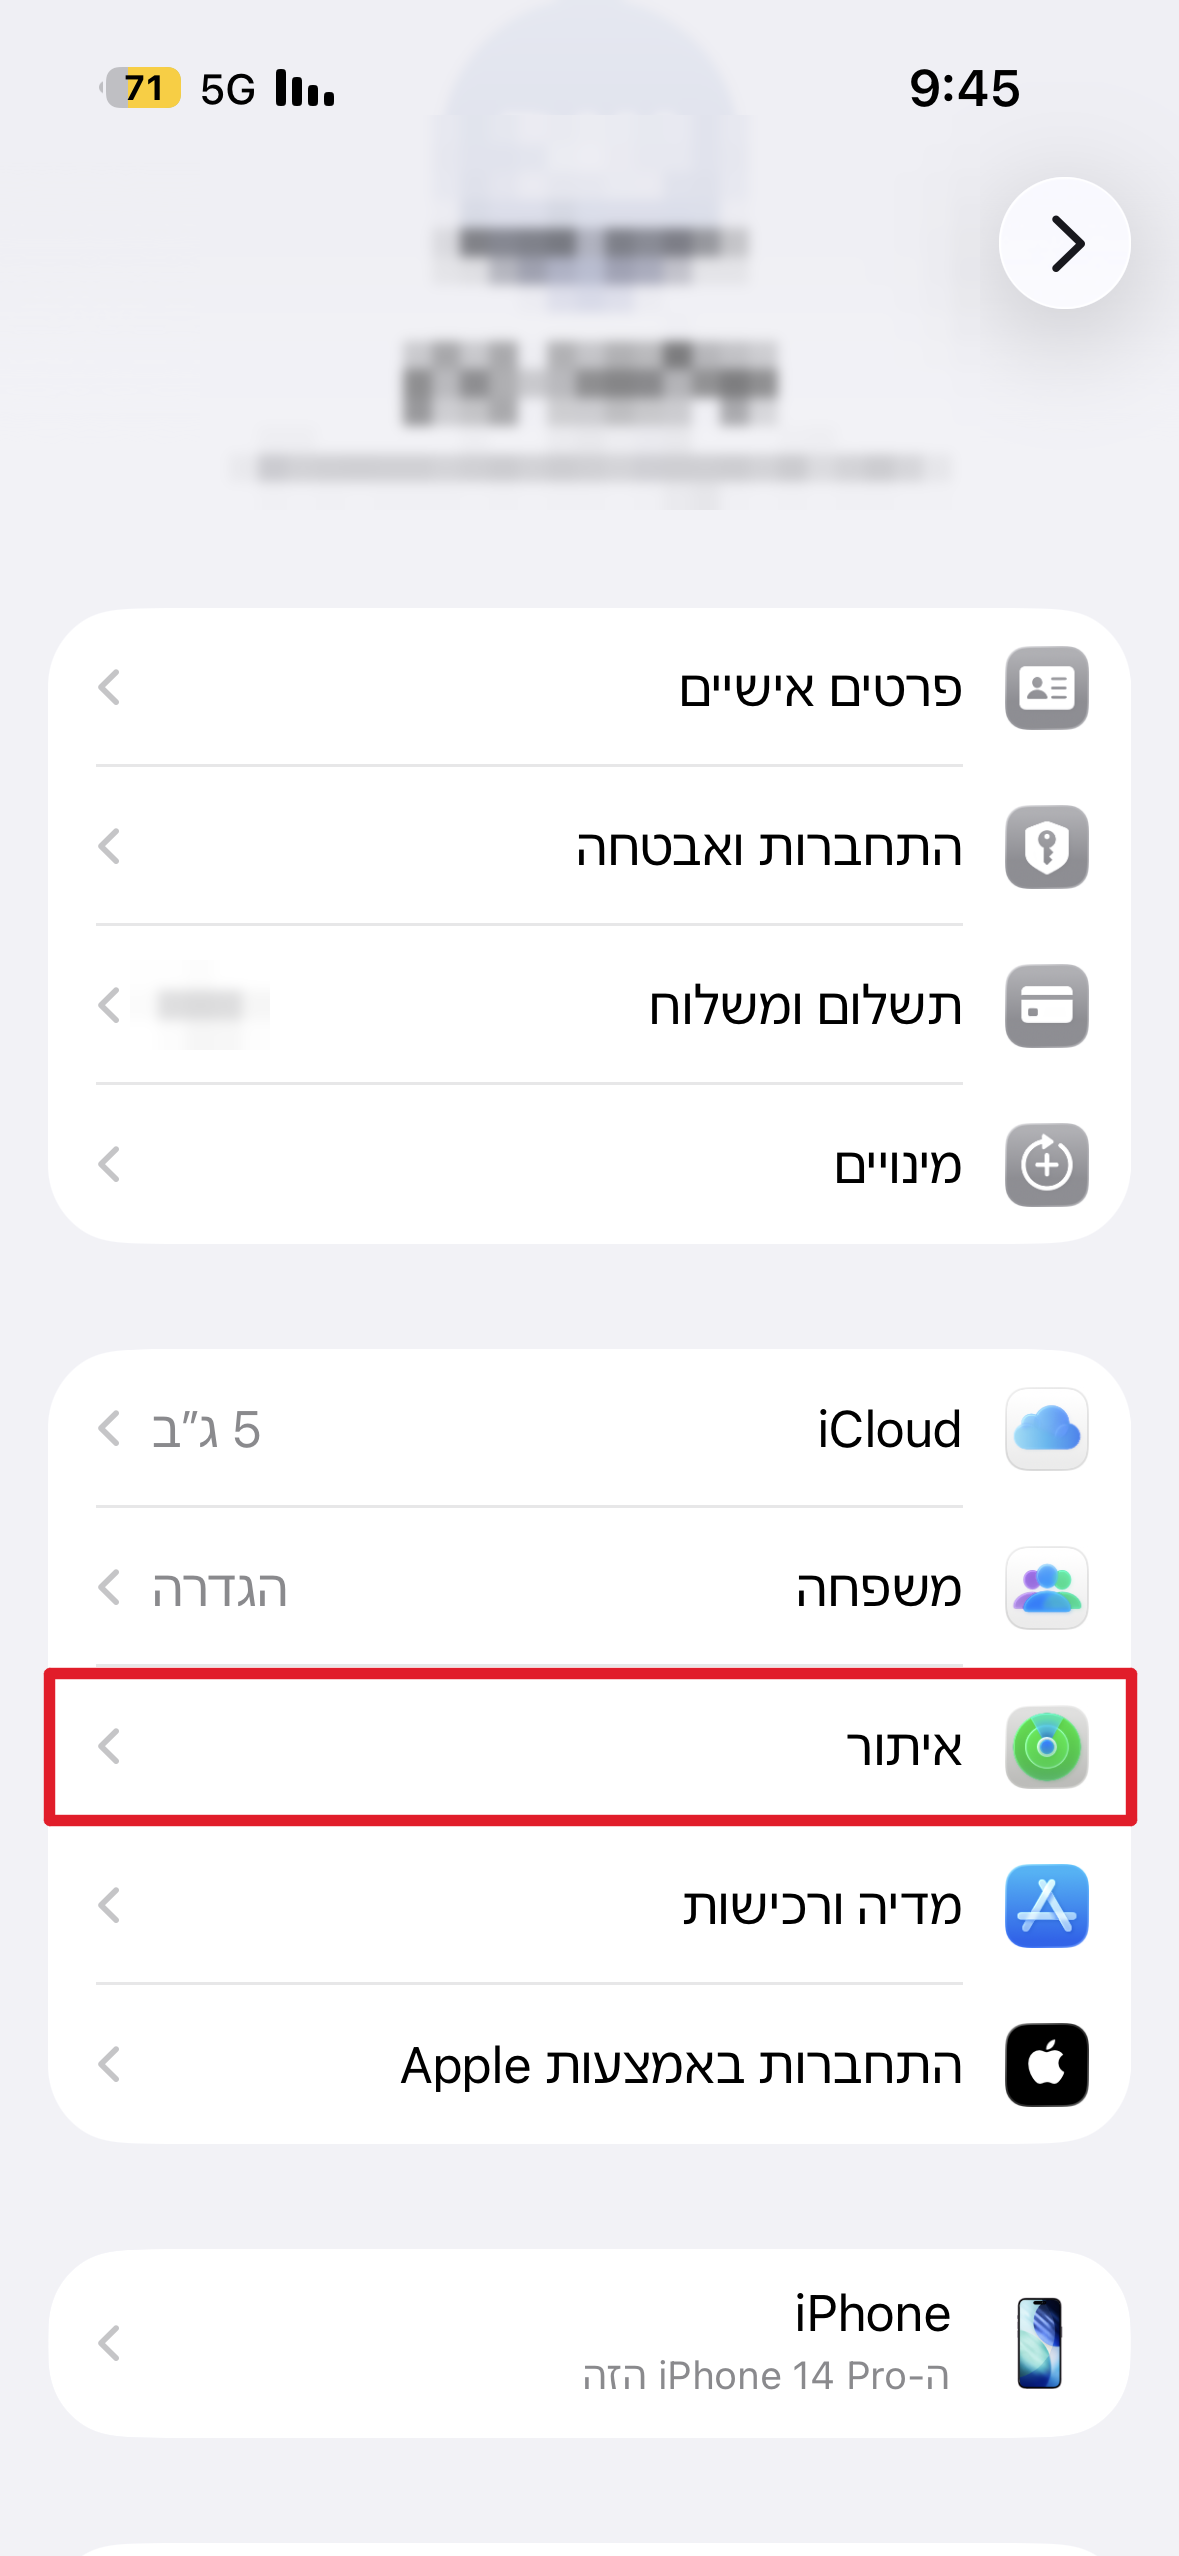 9:45
5G
71
פרטים אישיים
התחברות ואבטחה
תשלום ומשלוח
מינויים
iCloud
5 ג״ב
משפחה
הגדרה
איתור
מדיה ורכישות
התחברות באמצעות Apple
iPhone
ה-iPhone 14 Pro הזה